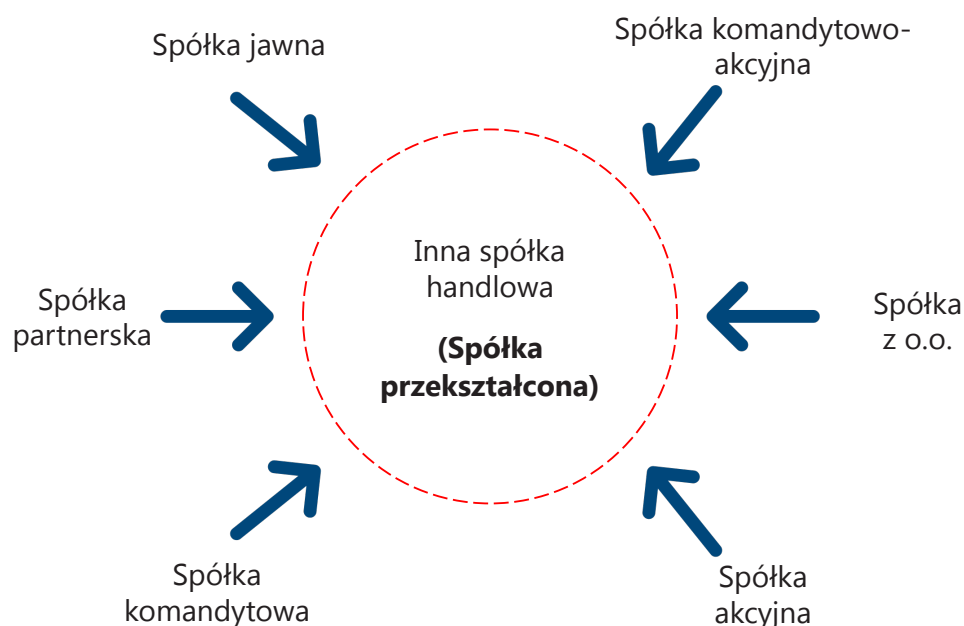 Spółka jawna
Spółka komandytowo-
akcyjna
Inna spółka
handlowa
(Spółka
przekształcona)
Spółka
partnerska
Spółka
z o.o.
Spółka
komandytowa
Spółka
akcyjna